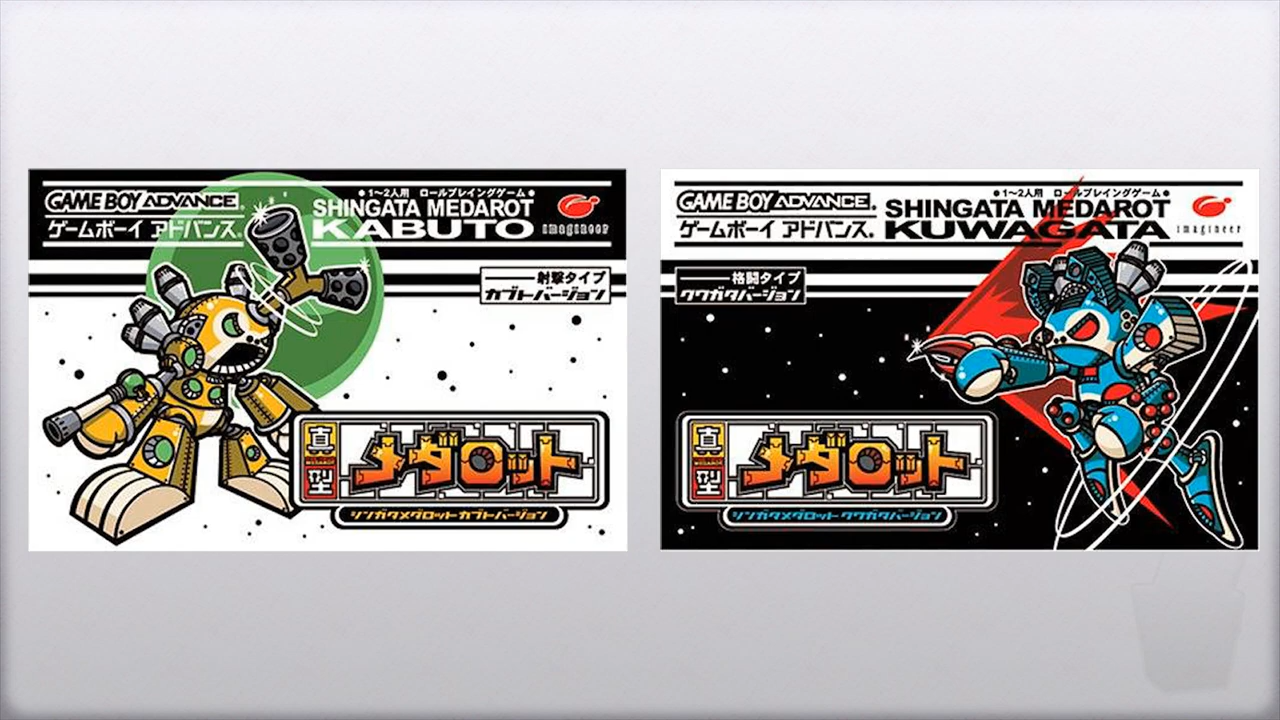 GAME BOY ADVANCE
ゲームボーイ アドバンス.
●1～2人用 ロールプレイングゲーム●
SHINGATA MEDAROT
KABUTO
imagineer
射撃タイプ
カブトバージョン
真型
MEDAROT
メダロット
シンガタメダロット カブトバージョン
GAME BOY ADVANCE.
ゲームボーイ アドバンス.
●1～2人用 ロールプレイングゲーム●
SHINGATA MEDAROT
KUWAGATA
imagineer
格闘タイプ
クワガタバージョン
真型
MEDAROT
メダロット
シンガタメダロット クワガタバージョン